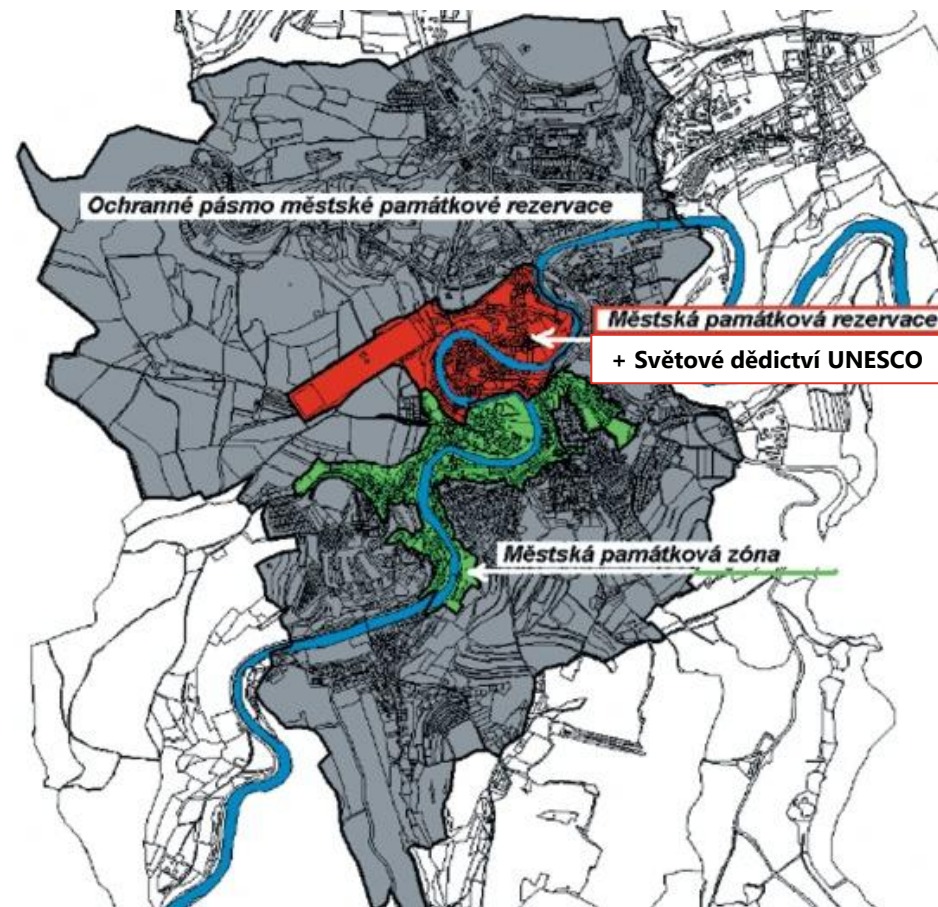 Ochranné pásmo městské památkové rezervace
Městská památková rezervace
+ Světové dědictví UNESCO
Městská památková zóna